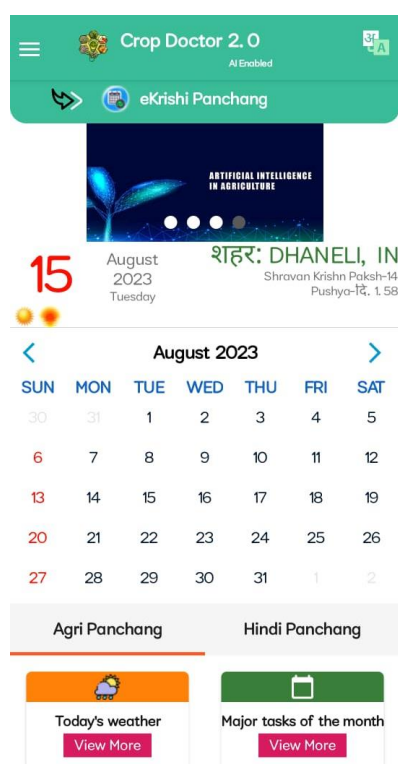 Crop Doctor 2.0
AI Enabled
अ A
eKrishi Panchang
ARTIFICIAL INTELLIGENCE
IN AGRICULTURE
15
August
2023
Tuesday
शहर: DHANELI, IN
Shravan Krishn Paksh-14
Pushya-दि. 1.58
August 2023
SUN MON TUE WED THU FRI SAT
30 31 1 2 3 4 5
6 7 8 9 10 11 12
13 14 15 16 17 18 19
20 21 22 23 24 25 26
27 28 29 30 31 1 2
Agri Panchang Hindi Panchang
Today's weather
View More
Major tasks of the month
View More